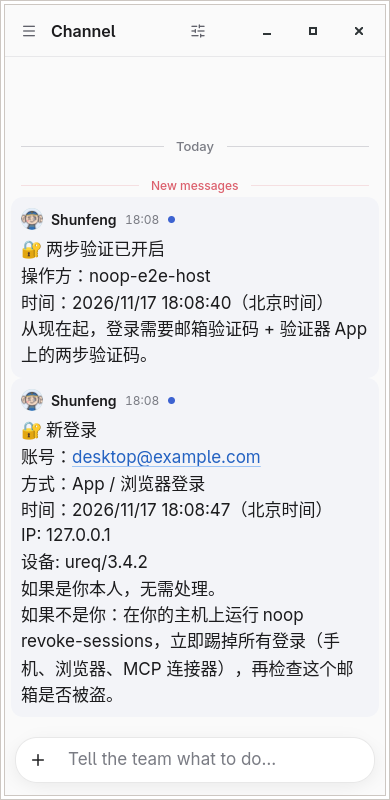 Channel
Today
New messages
Shunfeng 18:08
🔐 两步验证已开启
操作方：noop-e2e-host
时间：2026/11/17 18:08:40（北京时间）
从现在起，登录需要邮箱验证码 + 验证器 App
上的两步验证码。
Shunfeng 18:08
🔐 新登录
账号：desktop@example.com
方式：App / 浏览器登录
时间：2026/11/17 18:08:47（北京时间）
IP: 127.0.0.1
设备: ureq/3.4.2
如果是你本人，无需处理。
如果不是你：在你的主机上运行 noop
revoke-sessions，立即踢掉所有登录（手
机、浏览器、MCP 连接器），再检查这个邮
箱是否被盗。
Tell the team what to do...